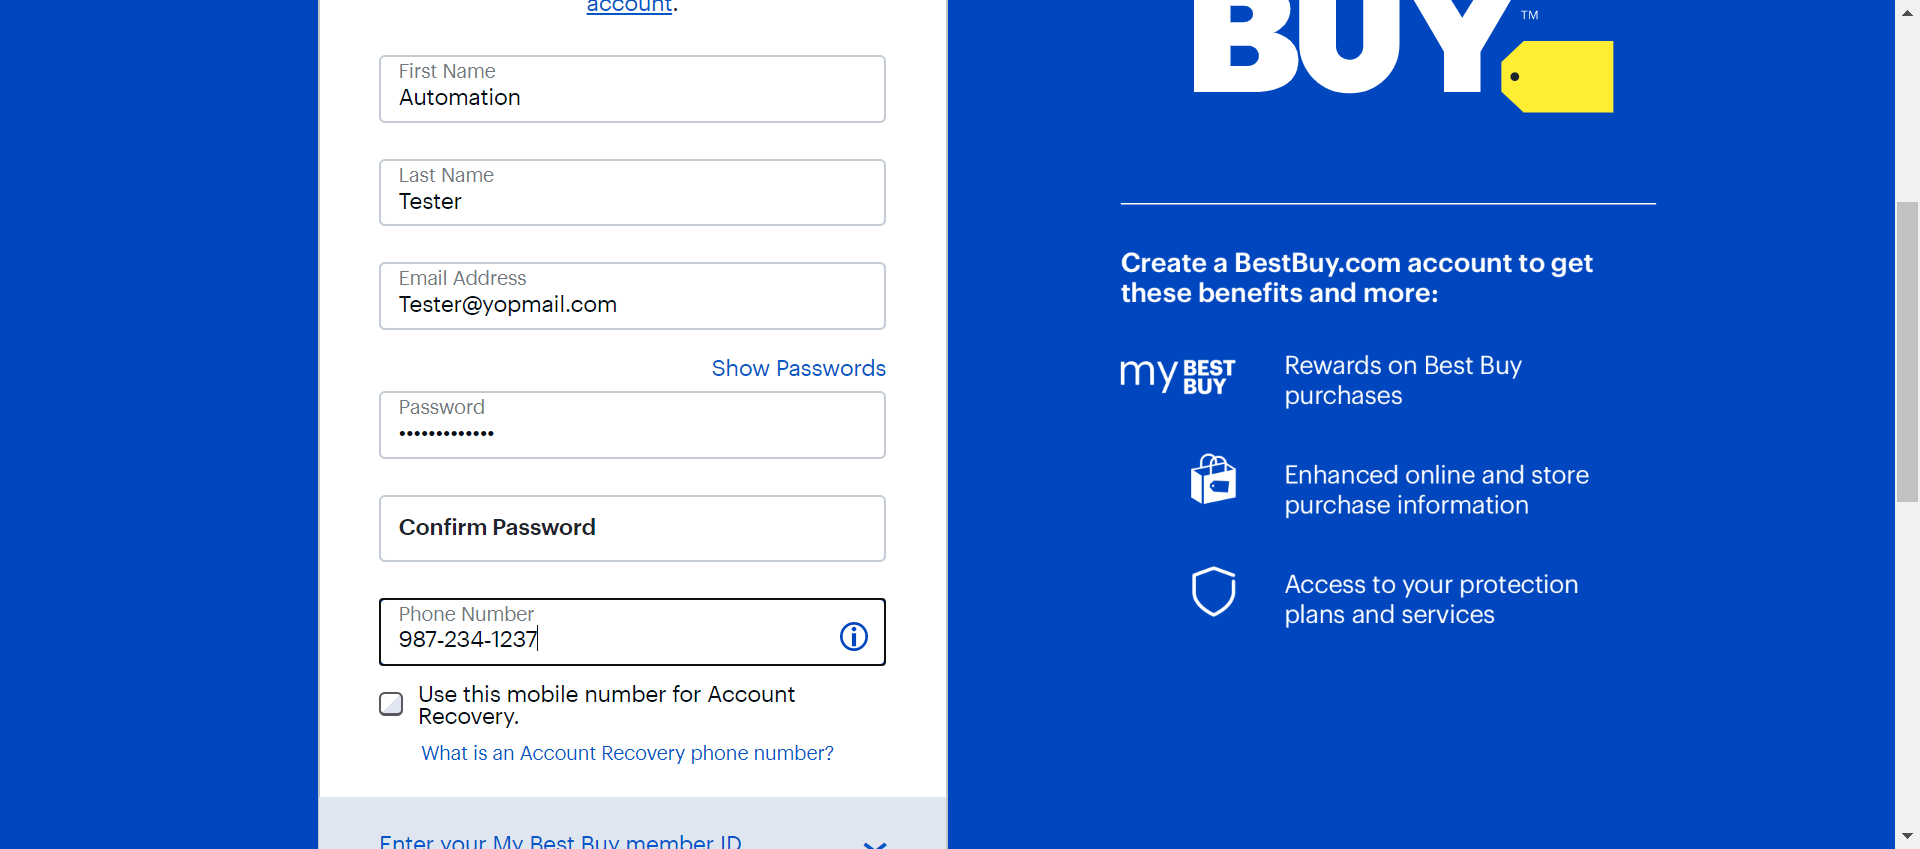 account.
First Name
Automation
Last Name
Tester
Email Address
Tester@yopmail.com
Show Passwords
Password
•••••••••••••
Confirm Password
Phone Number
987-234-1237
Use this mobile number for Account
Recovery.
What is an Account Recovery phone number?
Enter your My Best Buy member ID
BUY™
Create a BestBuy.com account to get
these benefits and more:
my BEST
BUY
Rewards on Best Buy
purchases
Enhanced online and store
purchase information
Access to your protection
plans and services